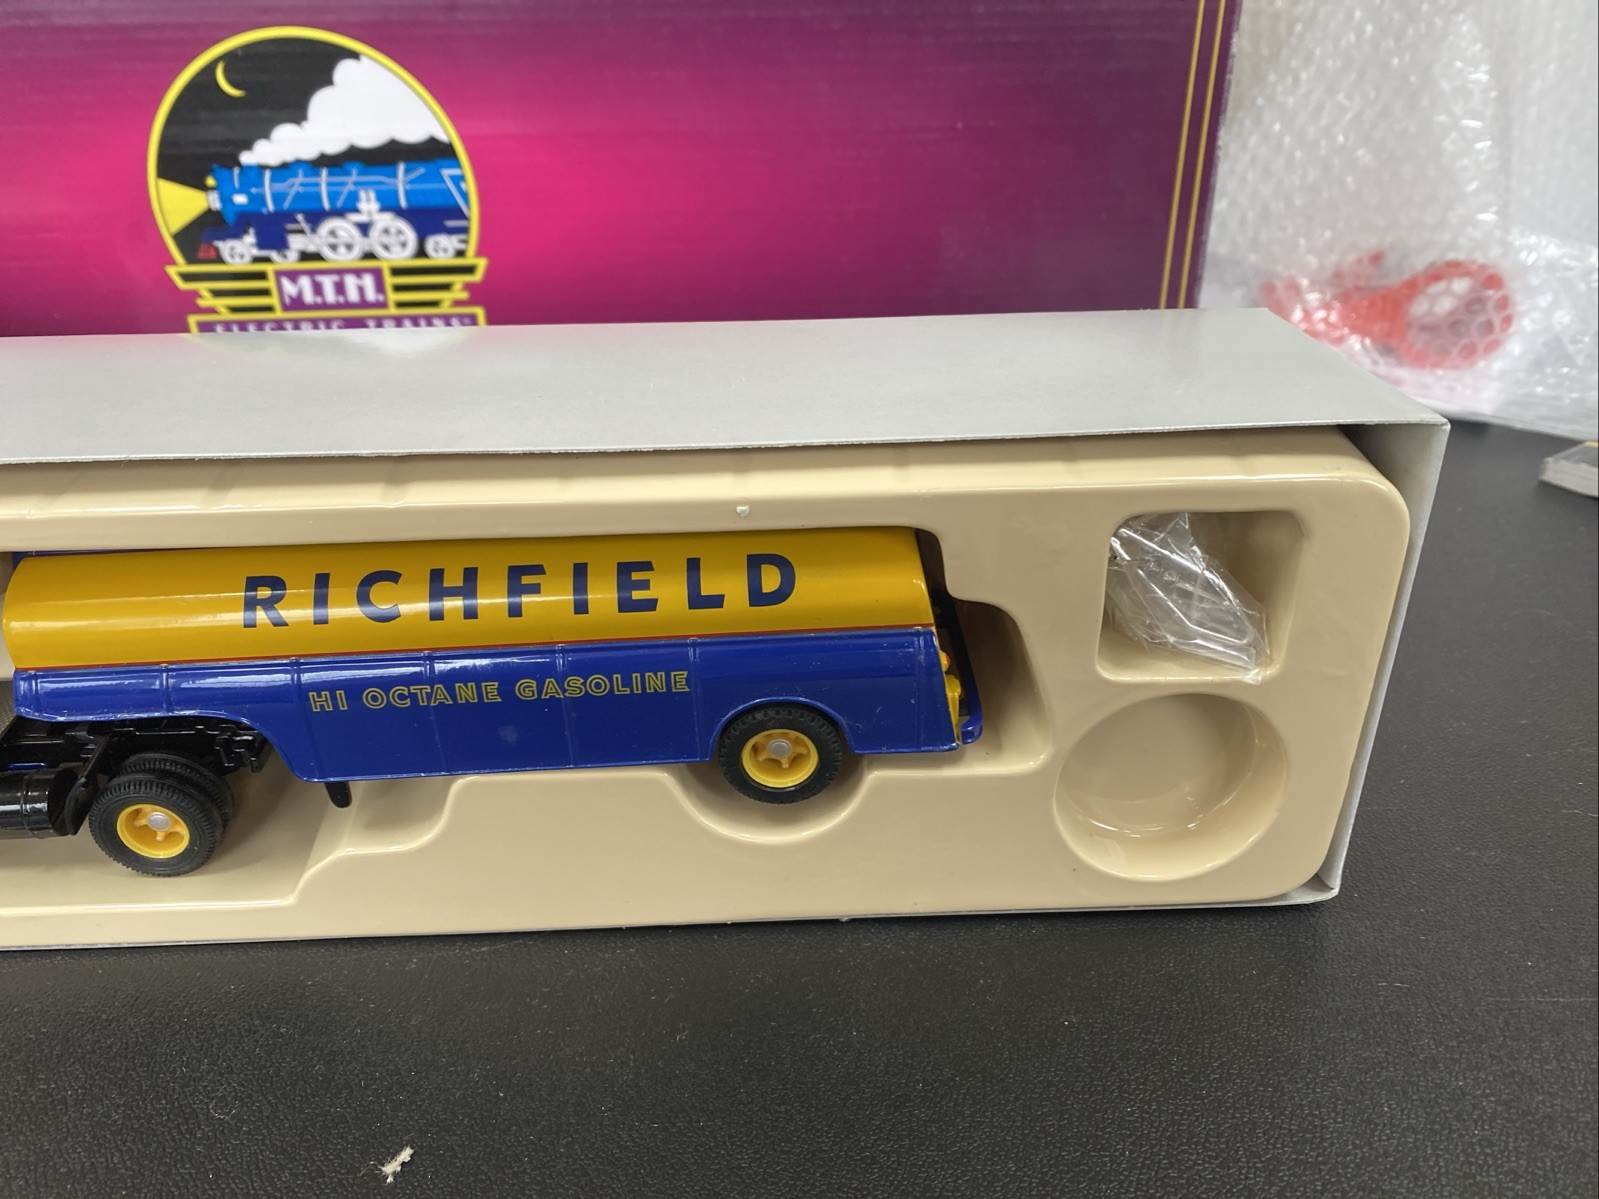 M.T.H.
ELECTRIC TRAINS
RICHFIELD
HI OCTANE GASOLINE